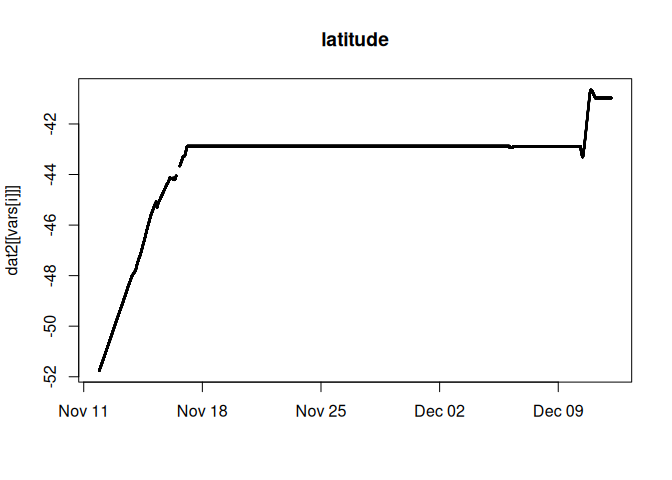 latitude
dat2[[vars[i]]]
-42
-44
-46
-48
-50
-52
Nov 11
Nov 18
Nov 25
Dec 02
Dec 09